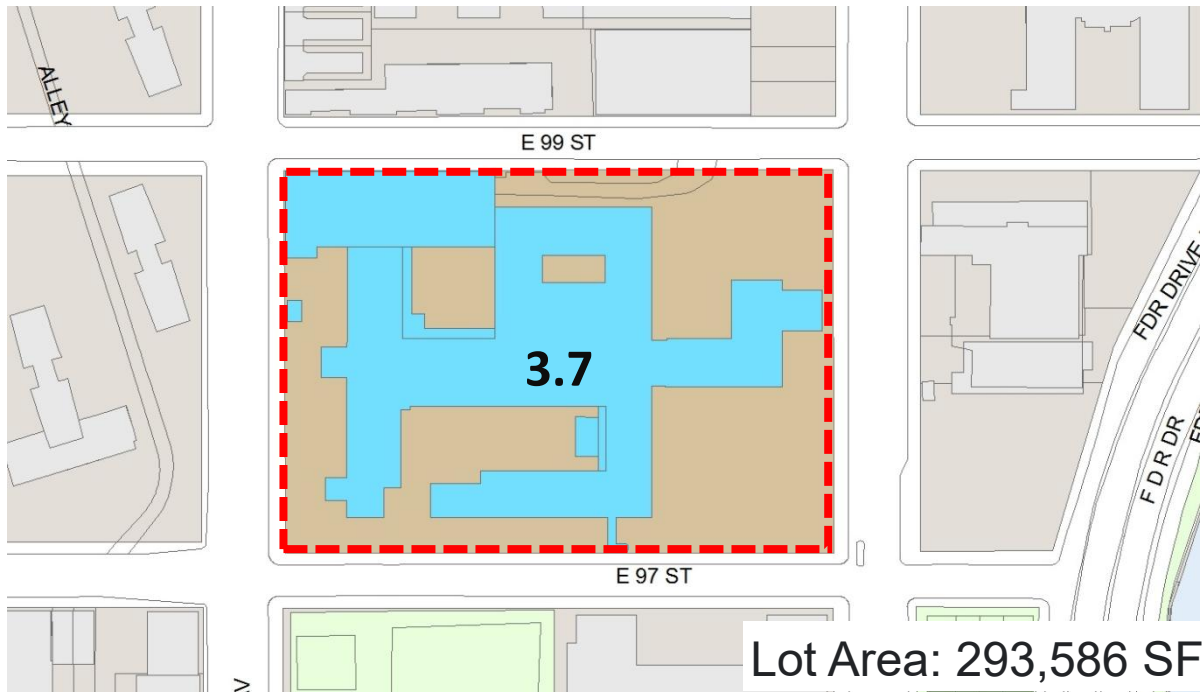 ALLEY
E 99 ST
FDR DRIVE
3.7
F D R DR
E 97 ST
Lot Area: 293,586 SF